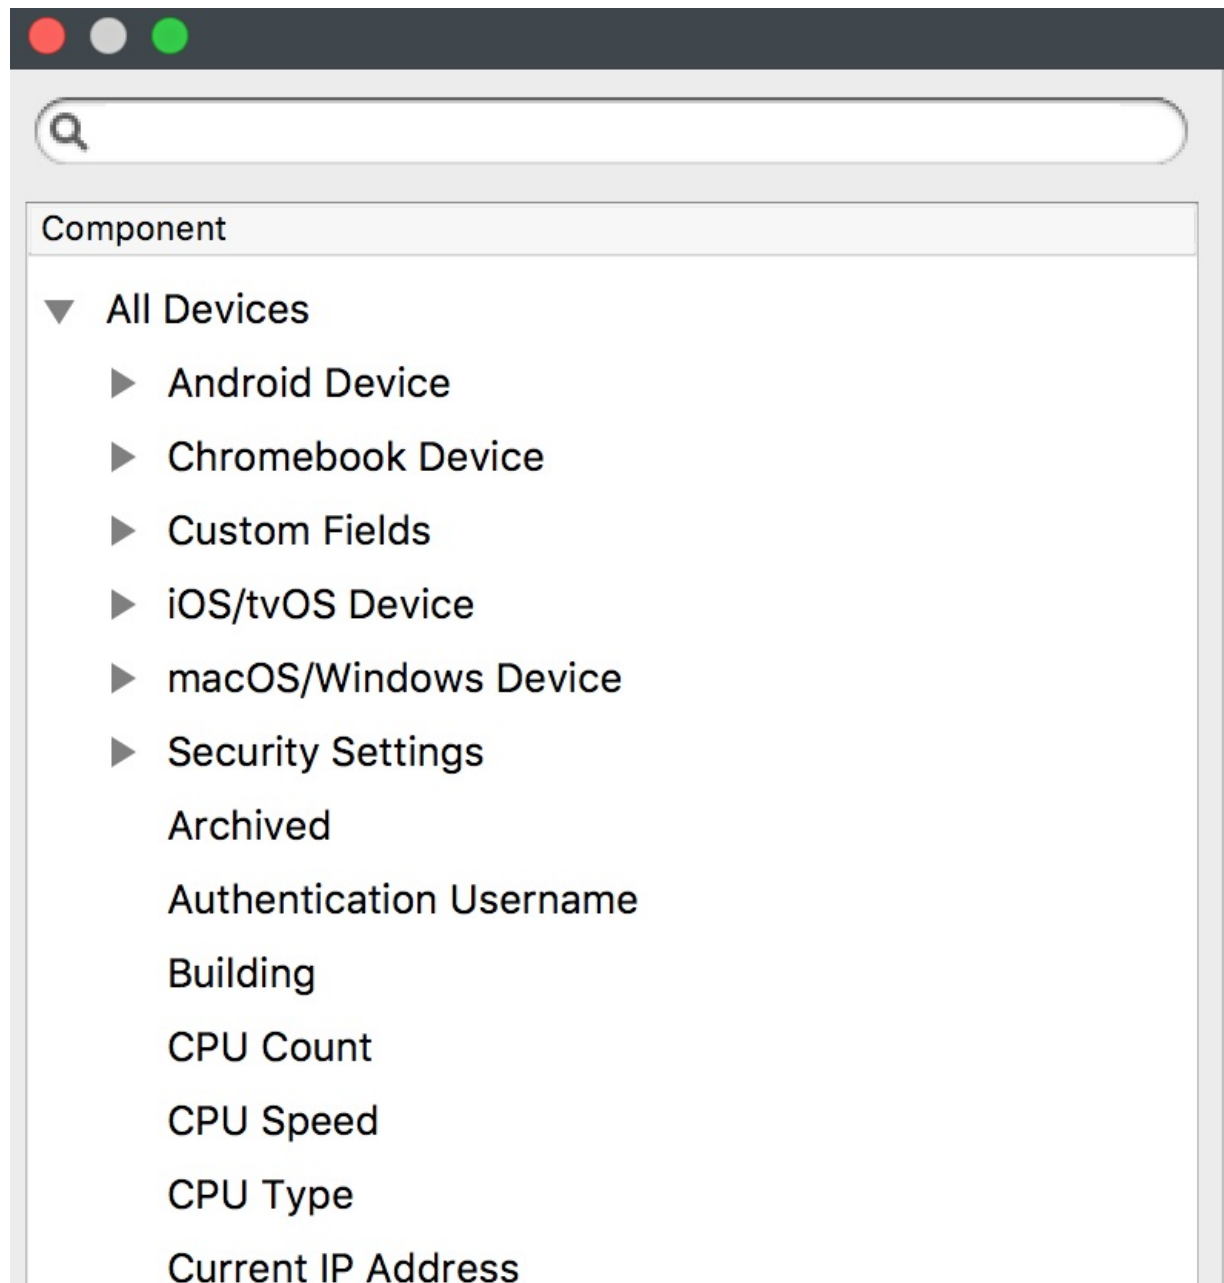 Component
All Devices
Android Device
Chromebook Device
Custom Fields
iOS/tvOS Device
macOS/Windows Device
Security Settings
Archived
Authentication Username
Building
CPU Count
CPU Speed
CPU Type
Current IP Address